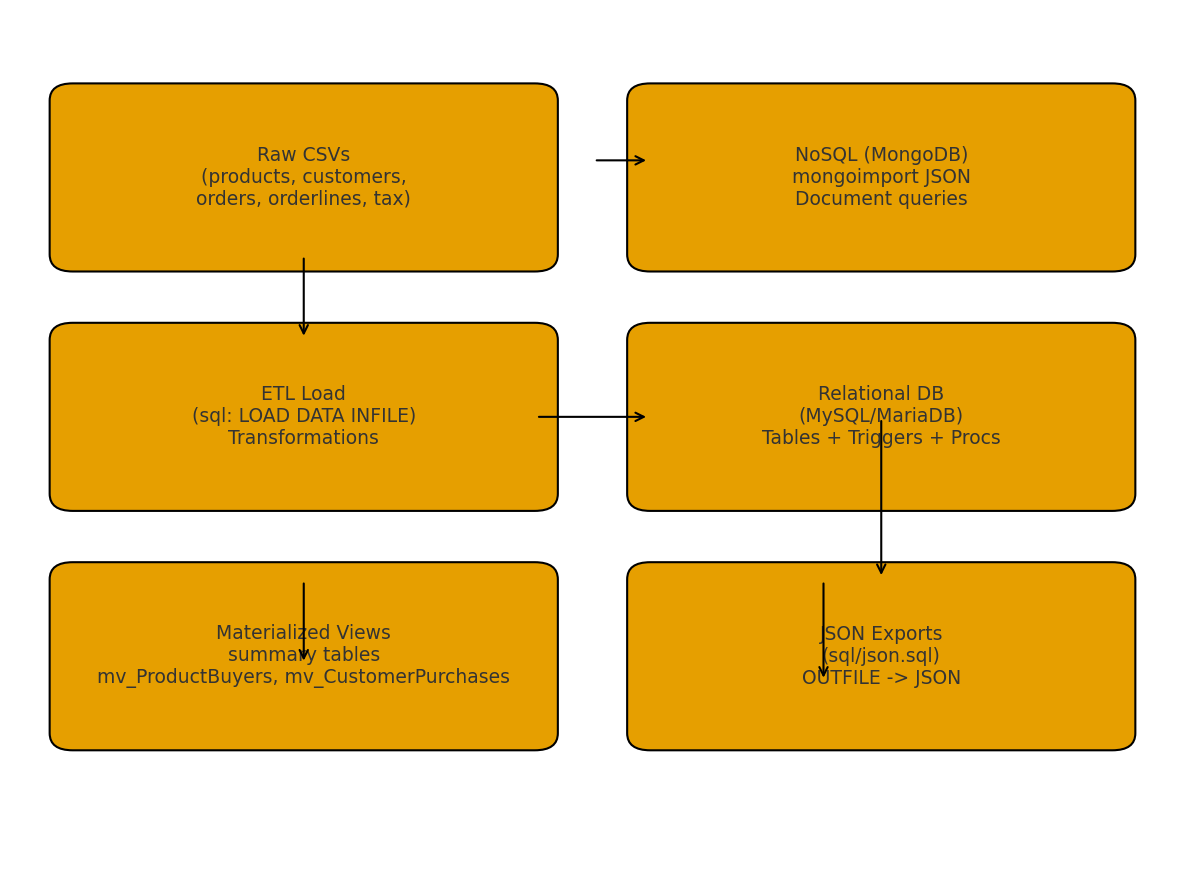 Raw CSVs
(products, customers,
orders, orderlines, tax)
NoSQL (MongoDB)
mongoimport JSON
Document queries
ETL Load
(sql: LOAD DATA INFILE)
Transformations
Relational DB
(MySQL/MariaDB)
Tables + Triggers + Procs
Materialized Views
summary tables
mv_ProductBuyers, mv_CustomerPurchases
JSON Exports
(sql/json.sql)
OUTFILE -> JSON